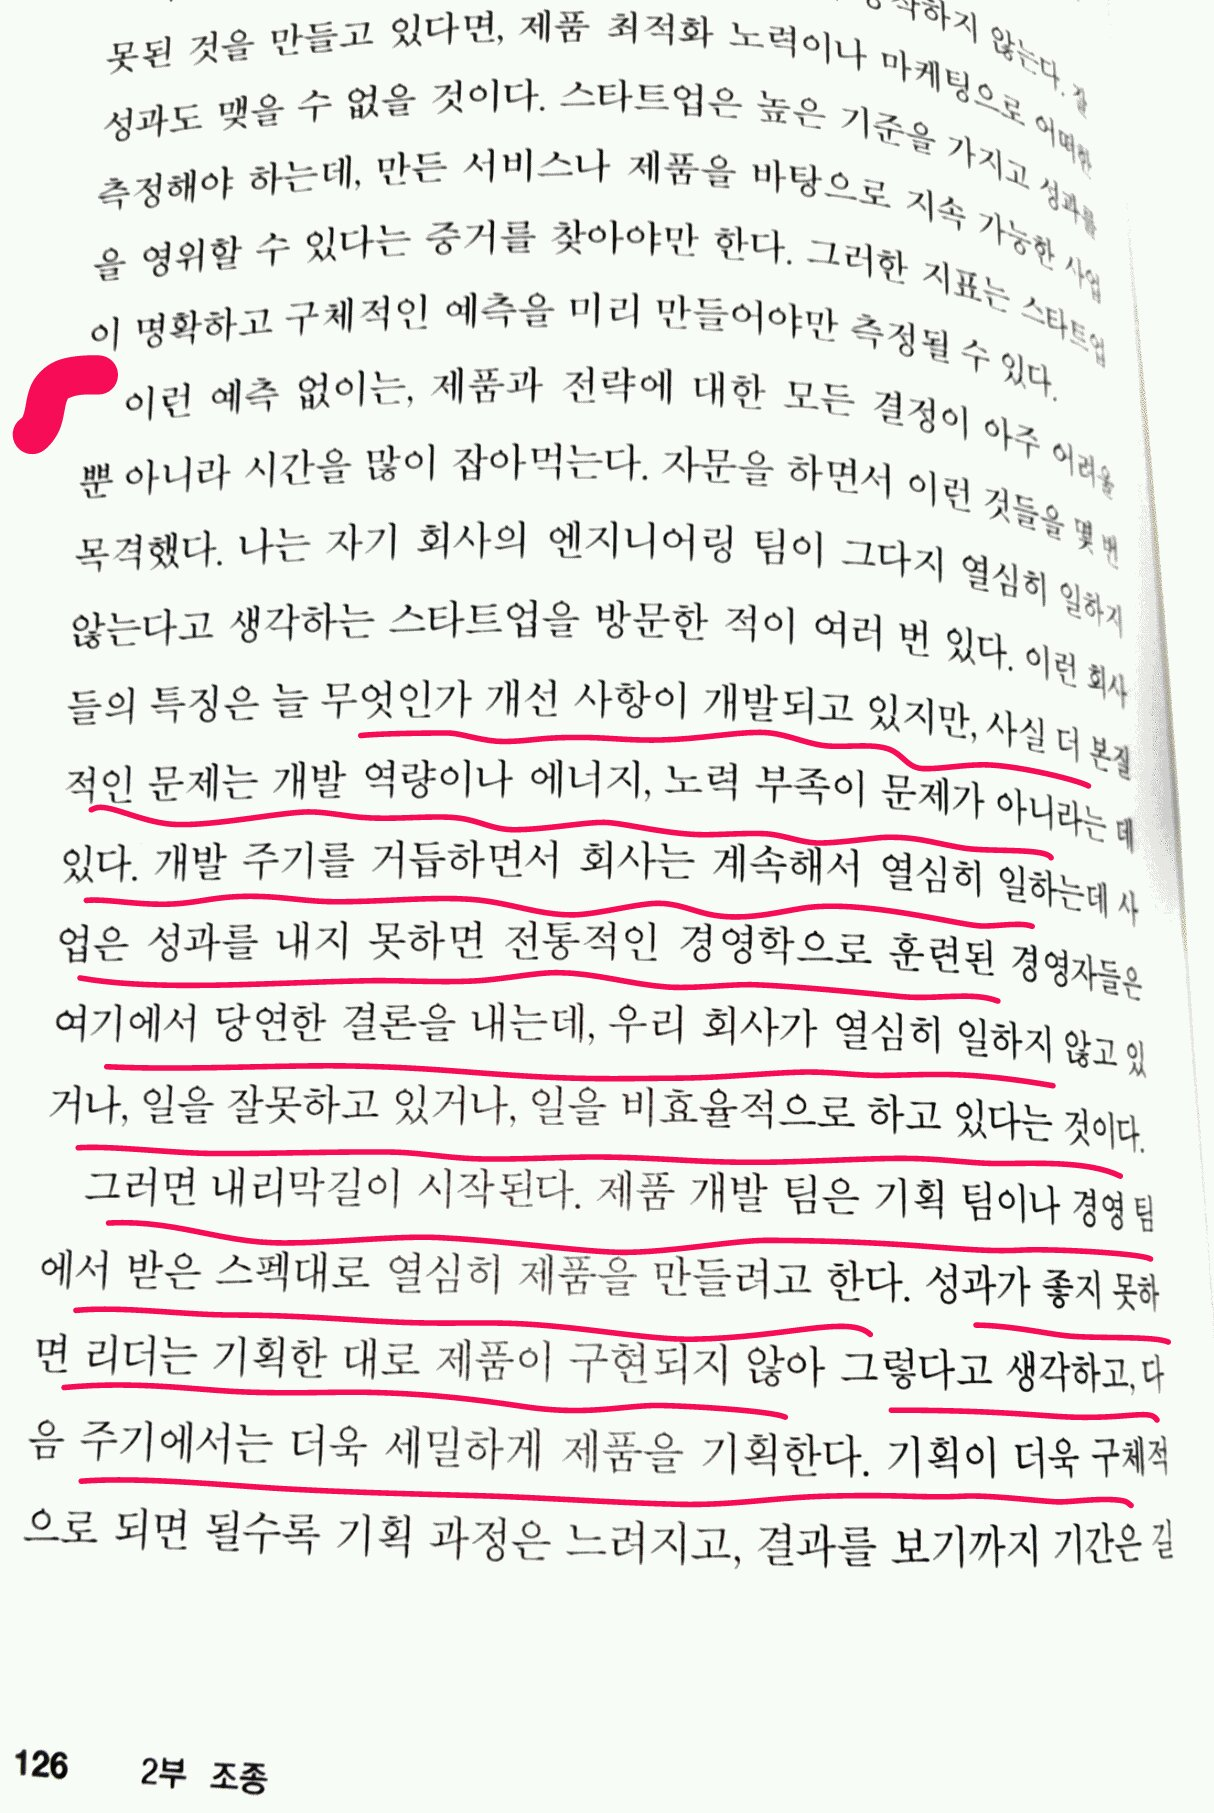 작하지 않는다. 잘
못된 것을 만들고 있다면, 제품 최적화 노력이나 마케팅으로 어떠한
성과도 맺을 수 없을 것이다. 스타트업은 높은 기준을 가지고 성과를
측정해야 하는데, 만든 서비스나 제품을 바탕으로 지속 가능한 사업
을 영위할 수 있다는 증거를 찾아야만 한다. 그러한 지표는 스타트업
이 명확하고 구체적인 예측을 미리 만들어야만 측정될 수 있다.
이런 예측 없이는, 제품과 전략에 대한 모든 결정이 아주 어려울
뿐 아니라 시간을 많이 잡아먹는다. 자문을 하면서 이런 것들을 몇 번
목격했다. 나는 자기 회사의 엔지니어링 팀이 그다지 열심히 일하지
않는다고 생각하는 스타트업을 방문한 적이 여러 번 있다. 이런 회사
들의 특징은 늘 무엇인가 개선 사항이 개발되고 있지만, 사실 더 본질
적인 문제는 개발 역량이나 에너지, 노력 부족이 문제가 아니라는 데
있다. 개발 주기를 거듭하면서 회사는 계속해서 열심히 일하는데 사
업은 성과를 내지 못하면 전통적인 경영학으로 훈련된 경영자들은
여기에서 당연한 결론을 내는데, 우리 회사가 열심히 일하지 않고 있
거나, 일을 잘못하고 있거나, 일을 비효율적으로 하고 있다는 것이다.
그러면 내리막길이 시작된다. 제품 개발 팀은 기획 팀이나 경영 팀
에서 받은 스펙대로 열심히 제품을 만들려고 한다. 성과가 좋지 못하
면 리더는 기획한 대로 제품이 구현되지 않아 그렇다고 생각하고, 다
음 주기에서는 더욱 세밀하게 제품을 기획한다. 기획이 더욱 구체적
으로 되면 될수록 기획 과정은 느려지고, 결과를 보기까지 기간은 길
126 2부 조종